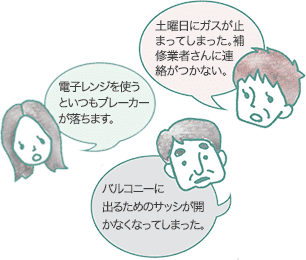 土曜日にガスが止
まってしまった。補
修業者さんに連
絡がつかない。
電子レンジを使う
といつもブレーカー
が落ちます。
バルコニーに
出るためのサッシが開
かなくなってしまった。